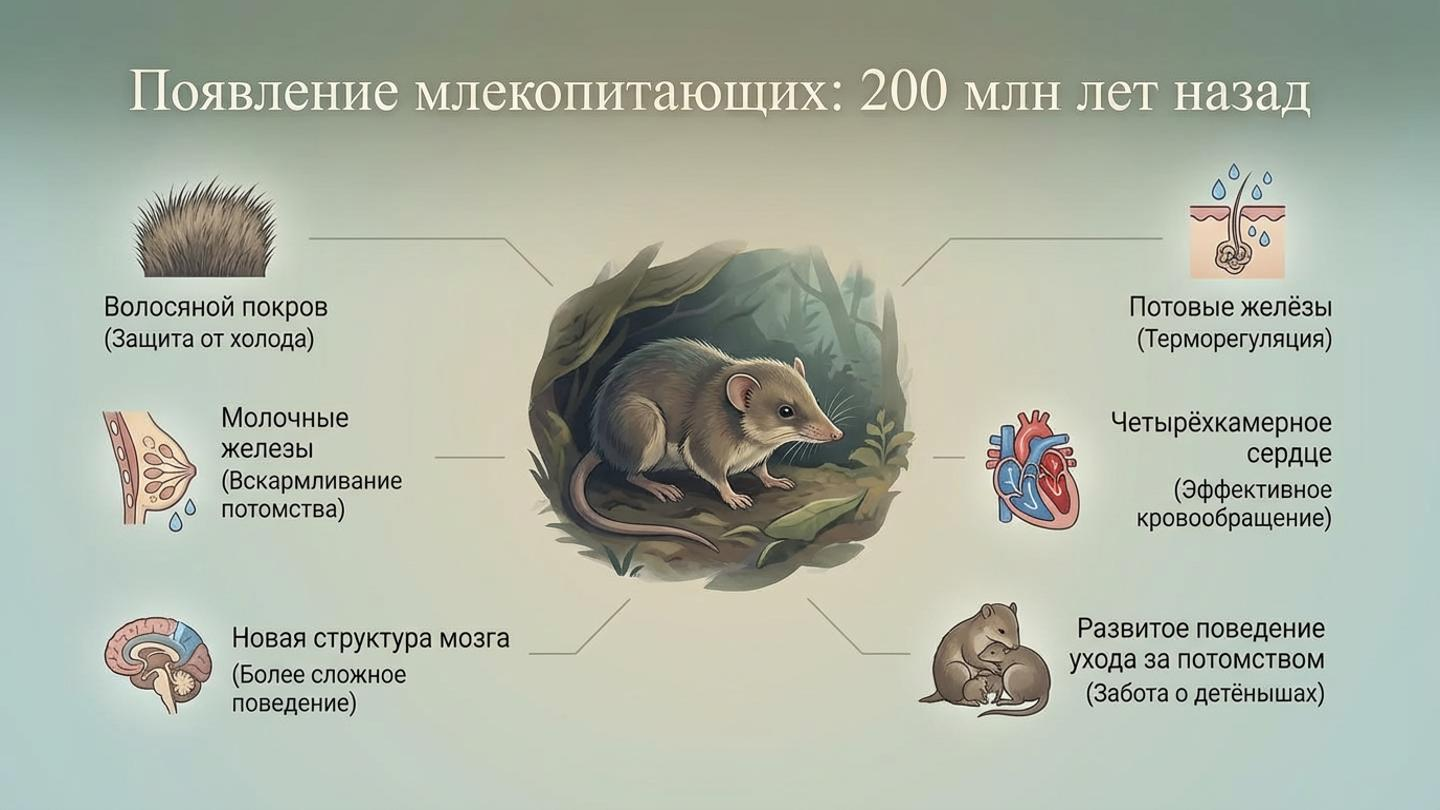 Появление млекопитающих: 200 млн лет назад
Волосяной покров
(Защита от холода)
Молочные
железы
(Вскармливание
потомства)
Новая структура мозга
(Более сложное
поведение)
Потовые желёзы
(Терморегуляция)
Четырёхкамерное
сердце
(Эффективное
кровообращение)
Развитое поведение
ухода за потомством
(Забота о детёнышах)